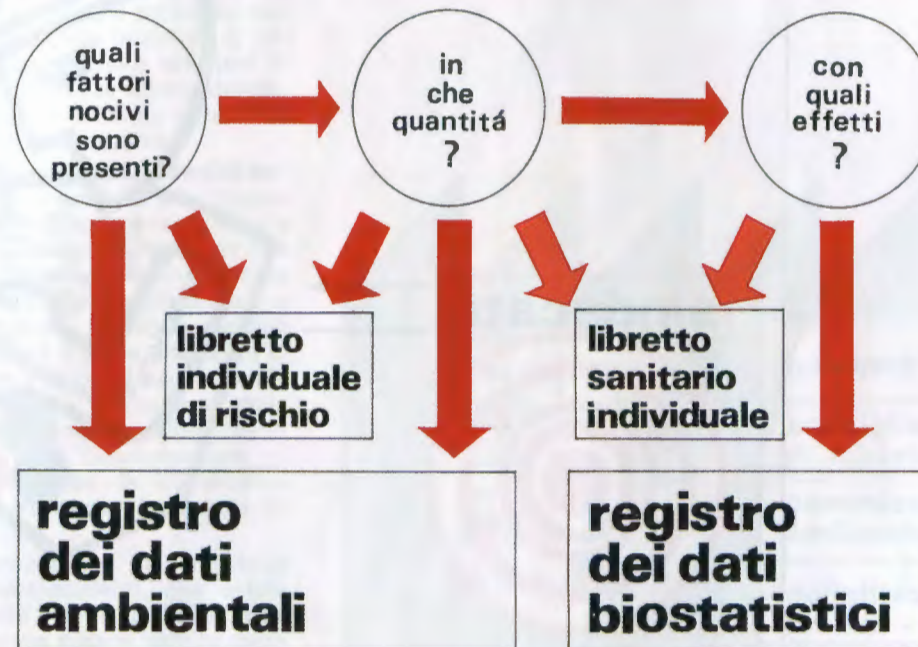 quali
fattori
nocivi
sono
presenti?
in
che
quantitá
?
con
quali
effetti
?
libretto
individuale
di rischio
libretto
sanitario
individuale
registro
dei dati
ambientali
registro
dei dati
biostatistici